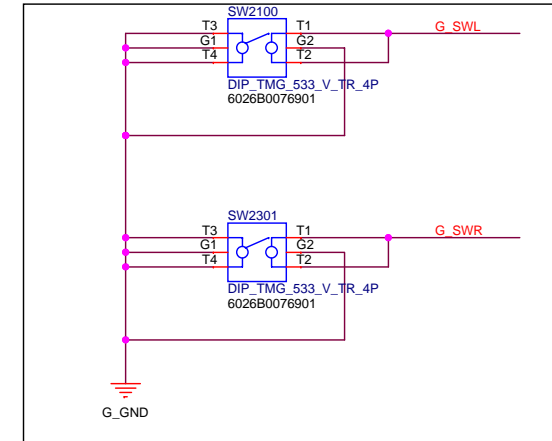 SW2100
T3 T1 G_SWL
G1 G2
T4 T2
DIP_TMG_533_V_TR_4P
6026B0076901
SW2301
T3 T1 G_SWR
G1 G2
T4 T2
DIP_TMG_533_V_TR_4P
6026B0076901
G_GND